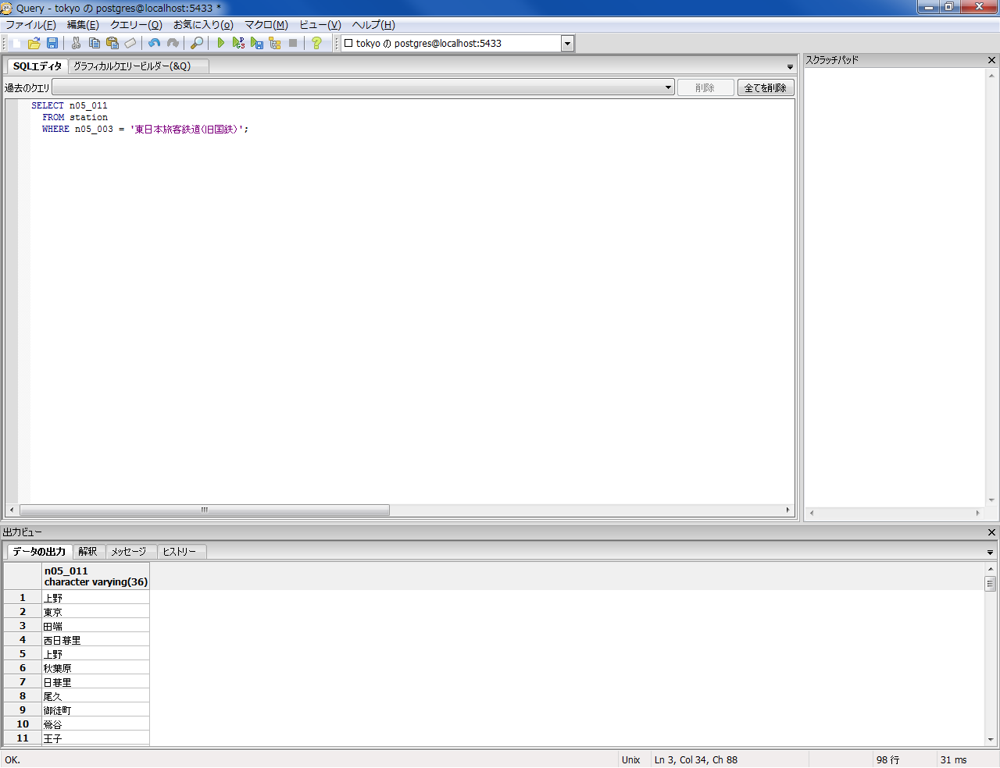 Query - tokyo の postgres@localhost:5433 *
ファイル(F) 編集(E) クエリー(Q) お気に入り(o) マクロ(M) ビュー(V) ヘルプ(H)
tokyo の postgres@localhost:5433
SQLエディタ グラフィカルクエリービルダー(&Q)
過去のクエリ 削除 全てを削除
SELECT n05_011
FROM station
WHERE n05_003 = '東日本旅客鉄道(旧国鉄)';
スクラッチパッド
出力ビュー
データの出力 解釈 メッセージ ヒストリー
n05_011
character varying(36)
1 上野
2 東京
3 田端
4 西日暮里
5 上野
6 秋葉原
7 日暮里
8 尾久
9 御徒町
10 鶯谷
11 王子
OK. Unix Ln 3, Col 34, Ch 88 98 行 31 ms